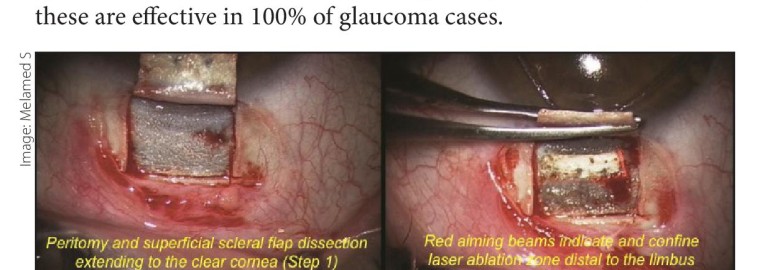 these are effective in 100% of glaucoma cases.
Image: Melamed S
Peritomy and superficial scleral flap dissection
extending to the clear cornea (Step 1)
Red aiming beams indicate and confine
laser ablation zone distal to the limbus